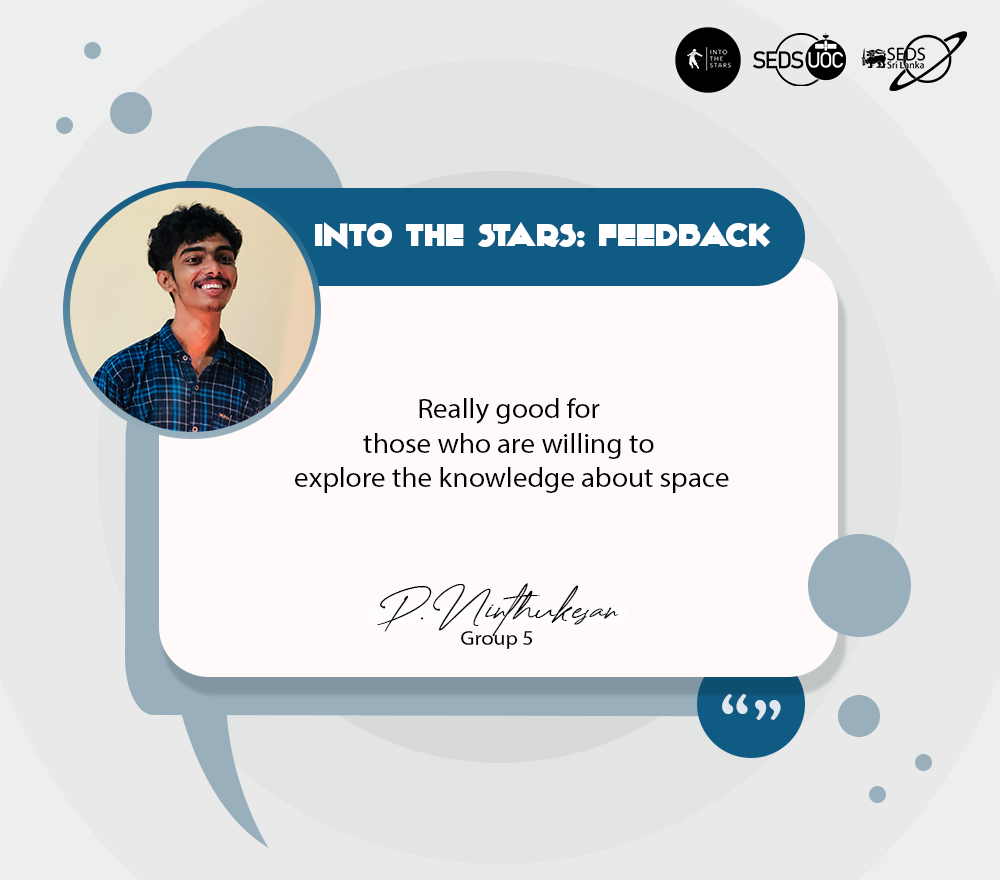 INTO
THE
STARS
SEDS UOC
SEDS
Sri Lanka
INTO THE STARS: FEEDBACK
Really good for
those who are willing to
explore the knowledge about space
P. Ninthukesan
Group 5
“”